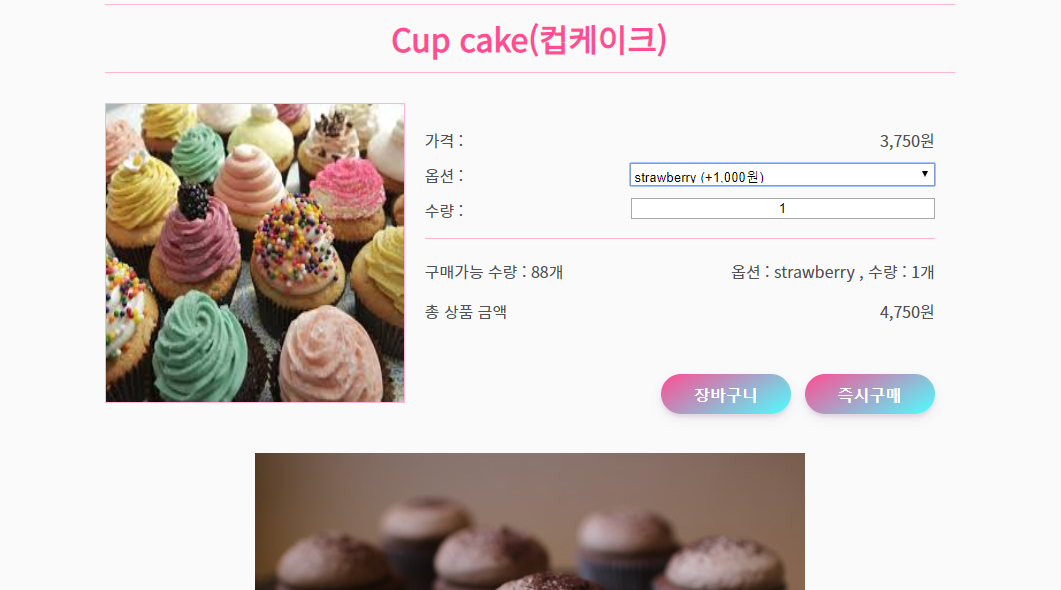 Cup cake(컵케이크)
가격 : 3,750원
옵션 : strawberry (+1,000원)
수량 : 1
구매가능 수량 : 88개 옵션 : strawberry , 수량 : 1개
총 상품 금액 4,750원
장바구니 즉시구매